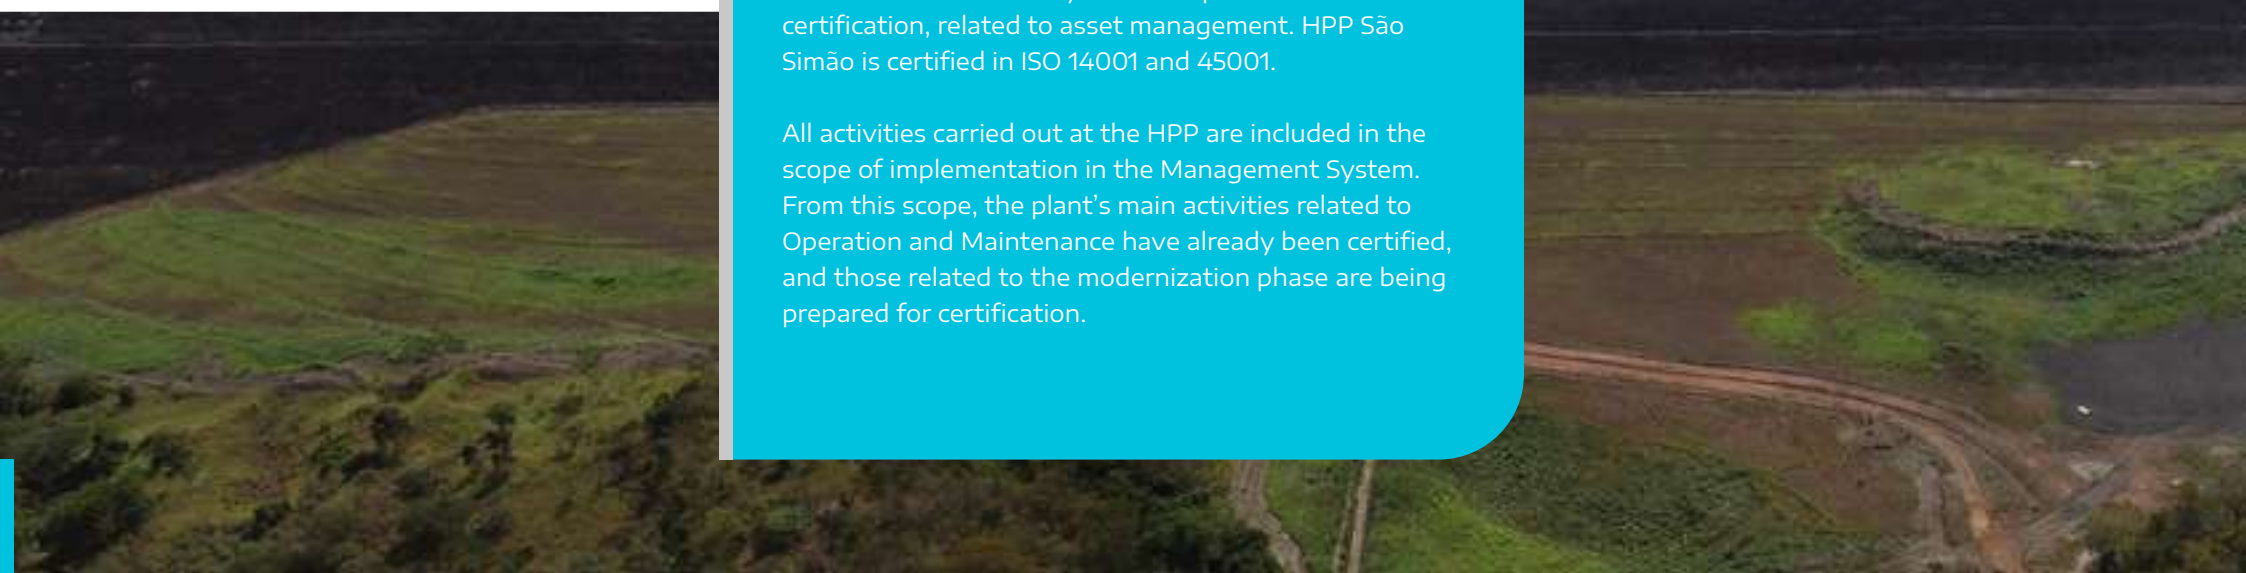 certification, related to asset management. HPP São
Simão is certified in ISO 14001 and 45001.
All activities carried out at the HPP are included in the
scope of implementation in the Management System.
From this scope, the plant’s main activities related to
Operation and Maintenance have already been certified,
and those related to the modernization phase are being
prepared for certification.